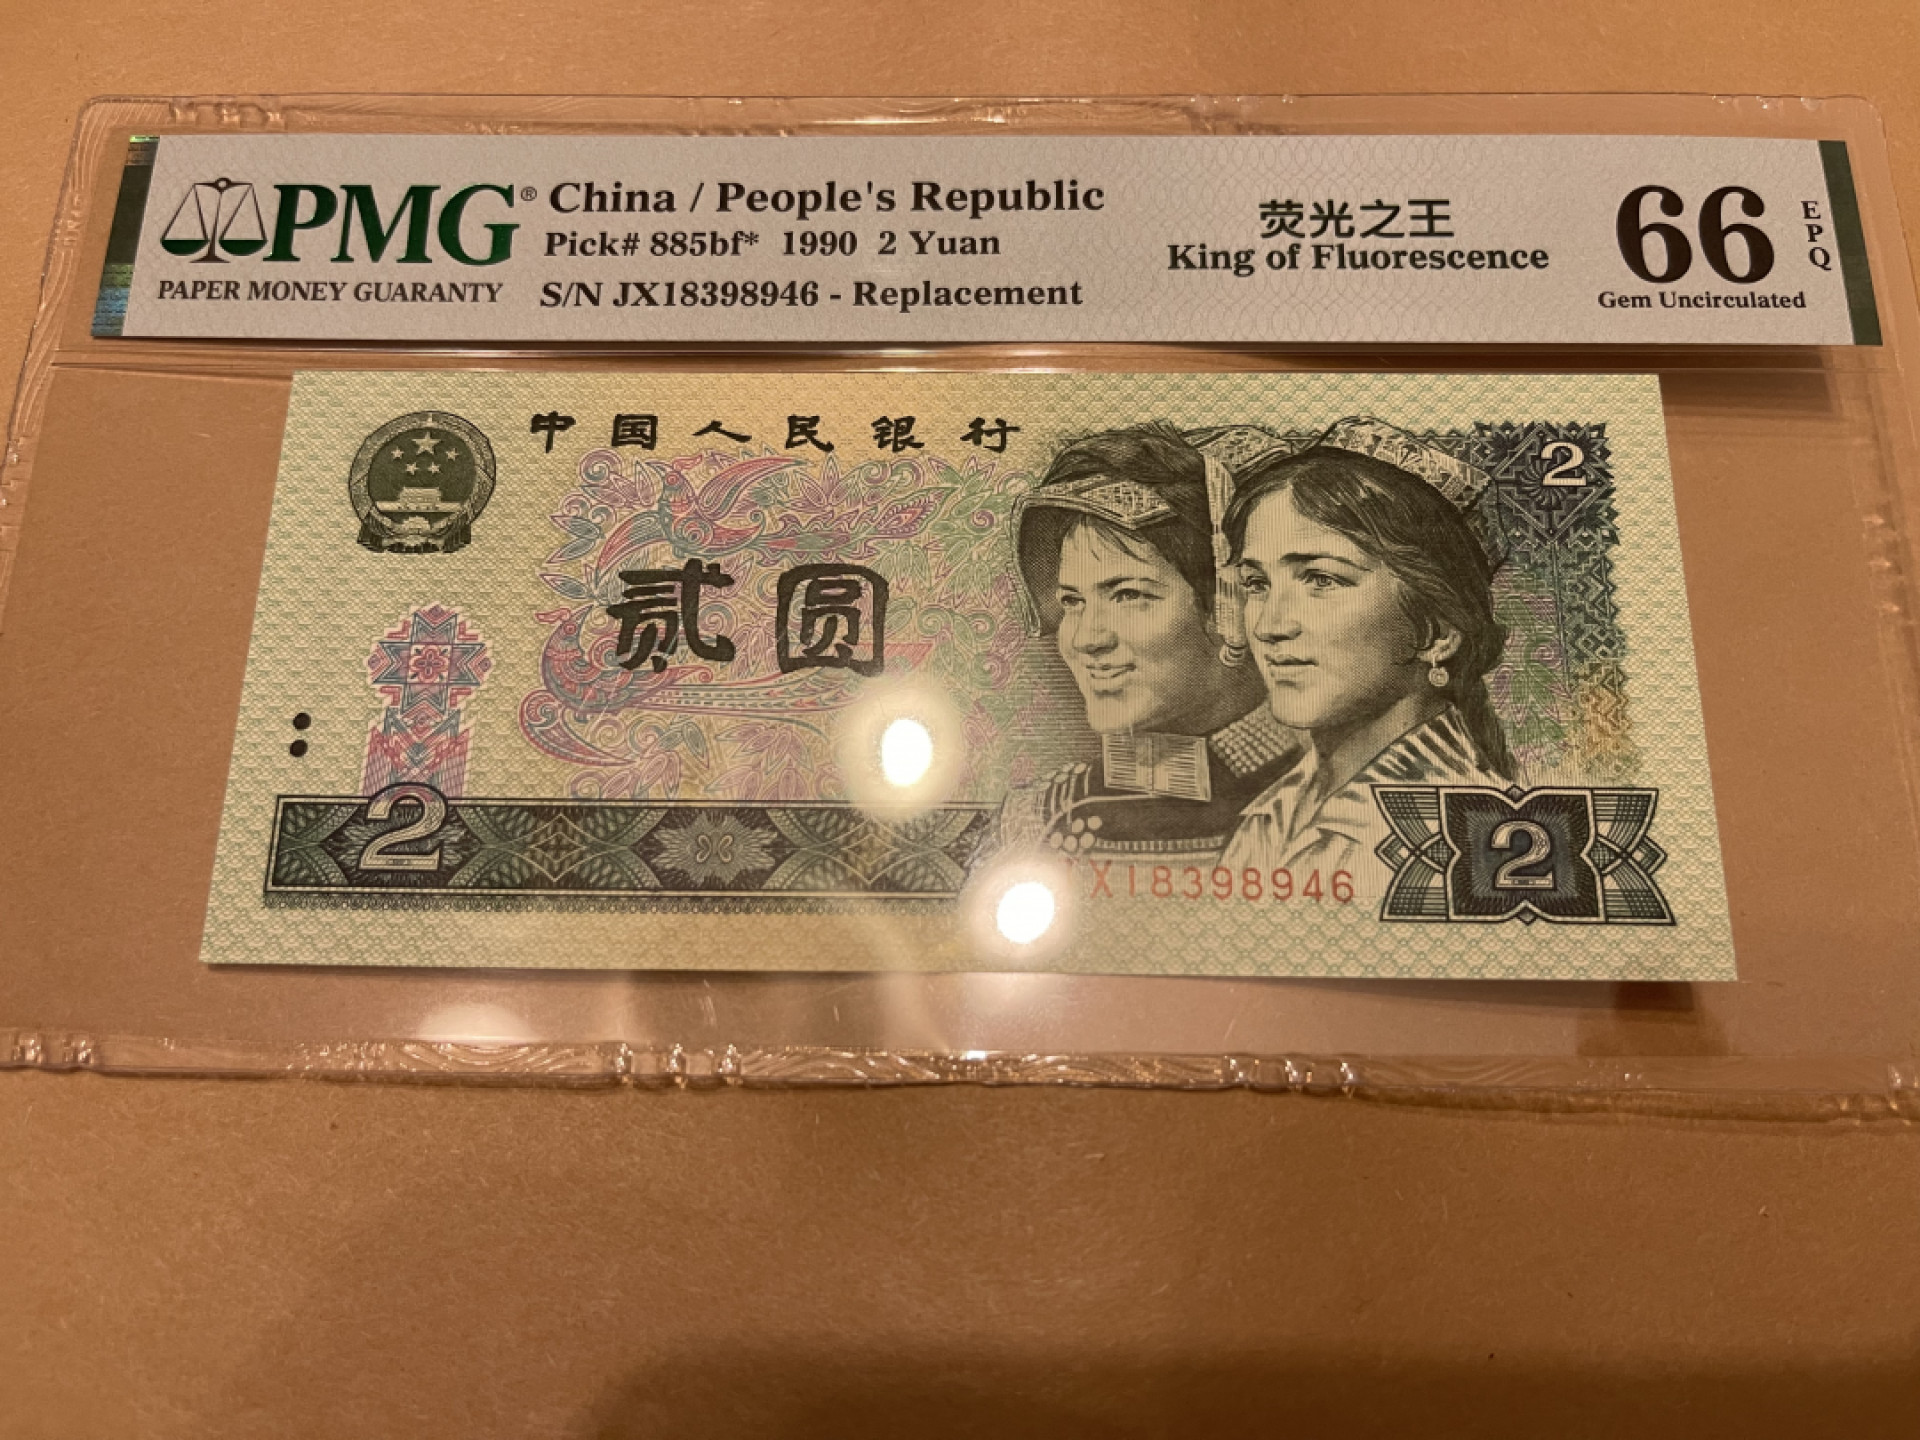 PMG® China / People's Republic
Pick# 885bf* 1990 2 Yuan
PAPER MONEY GUARANTY
S/N JX18398946 - Replacement
荧光之王
King of Fluorescence
66
EPQ
Gem Uncirculated
中国人民银行
2
贰圆
2
X18398946
2